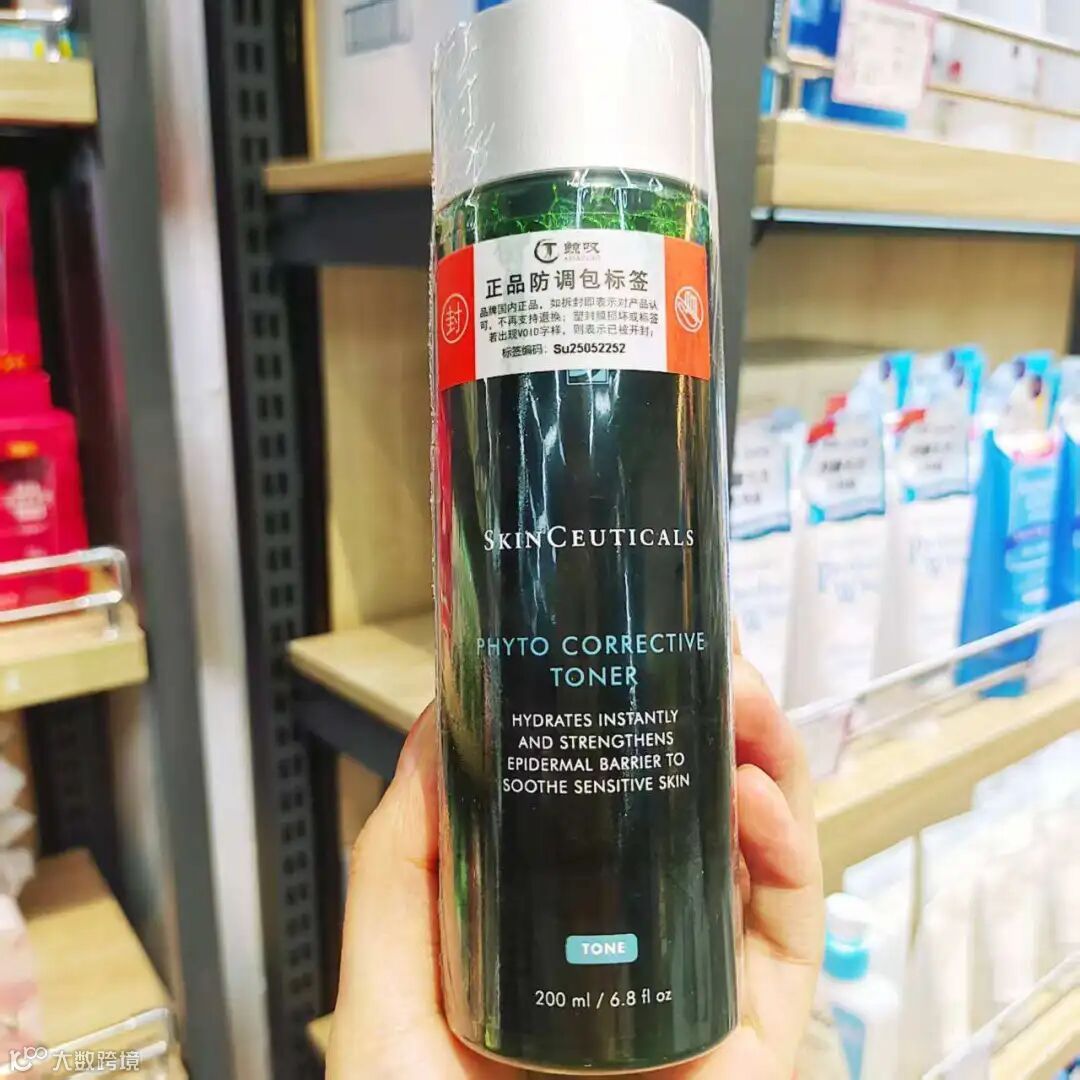 鲸叹
正品防调包标签
品牌国内正品，如拆封即表示对产品认
可，不再支持退换；塑封膜损坏或标签
若出现VOID字样，则表示已被开封；
标签编码：Su25052252
封
SKINCEUTICALS
PHYTO CORRECTIVE
TONER
HYDRATES INSTANTLY
AND STRENGTHENS
EPIDERMAL BARRIER TO
SOOTHE SENSITIVE SKIN
TONE
200 ml / 6.8 fl oz
大数跨境